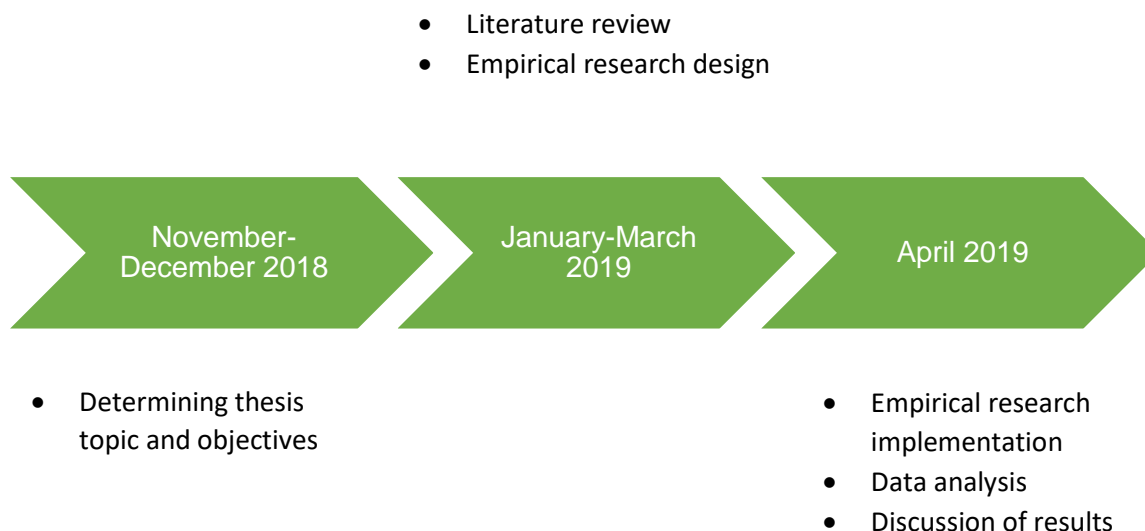 • Literature review
• Empirical research design
November-
December 2018
January-March
2019
April 2019
• Determining thesis
topic and objectives
• Empirical research
implementation
• Data analysis
• Discussion of results